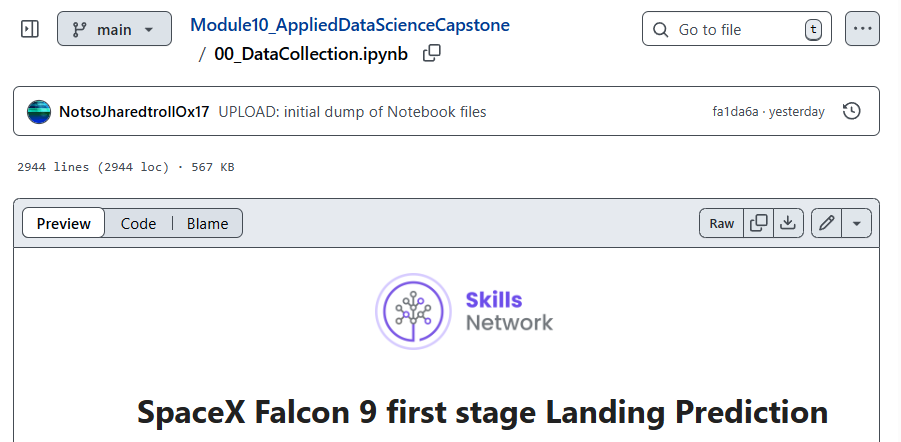 main
Module10_AppliedDataScienceCapstone
/ 00_DataCollection.ipynb
Go to file
t
NotsoJharedtrollOx17 UPLOAD: initial dump of Notebook files
fa1da6a · yesterday
2944 lines (2944 loc) · 567 KB
Preview
Code
Blame
Raw
Skills
Network
SpaceX Falcon 9 first stage Landing Prediction